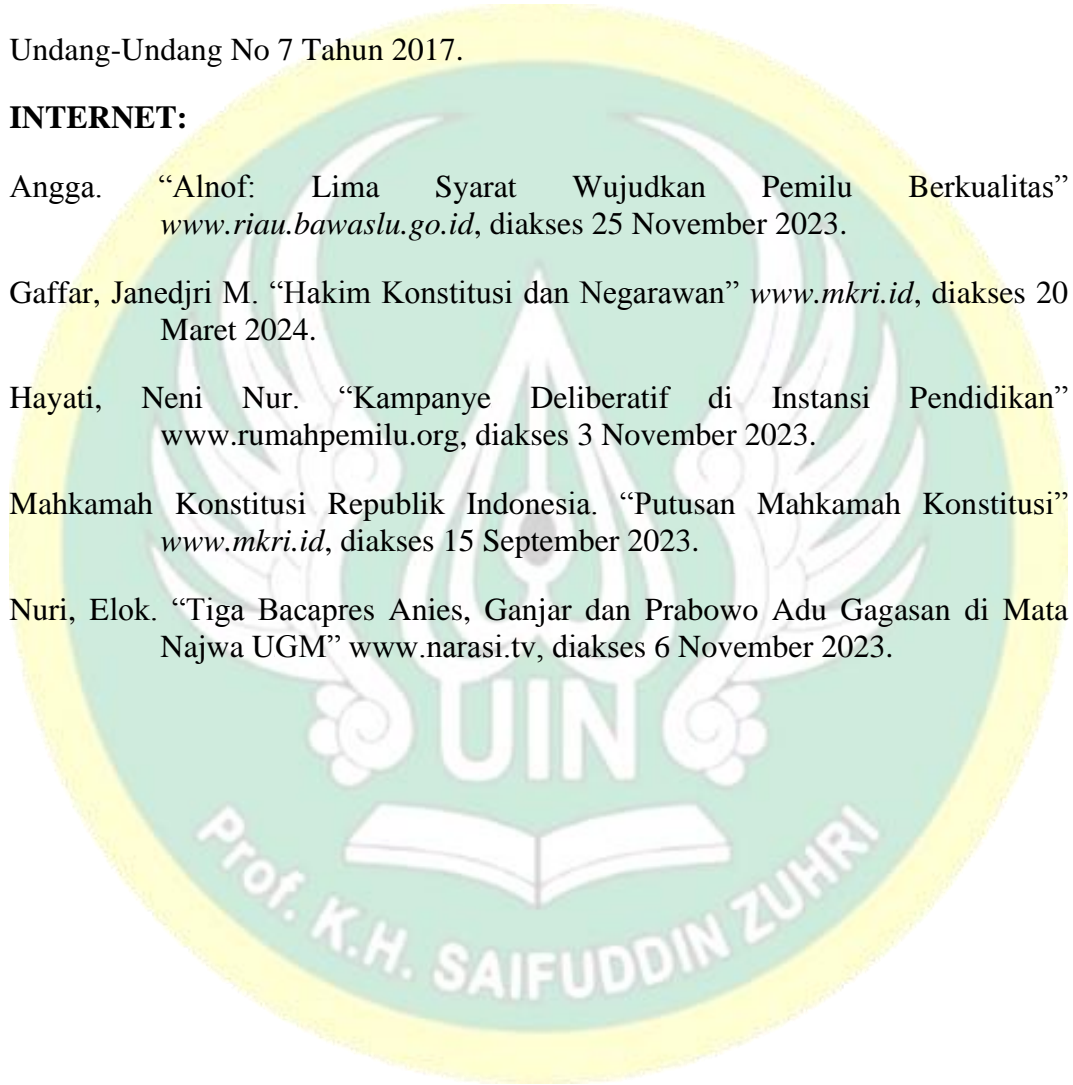 Undang-Undang No 7 Tahun 2017.
INTERNET:
Angga. “Alnof: Lima Syarat Wujudkan Pemilu Berkualitas”
www.riau.bawaslu.go.id, diakses 25 November 2023.
Gaffar, Janedjri M. “Hakim Konstitusi dan Negarawan” www.mkri.id, diakses 20
Maret 2024.
Hayati, Neni Nur. “Kampanye Deliberatif di Instansi Pendidikan”
www.rumahpemilu.org, diakses 3 November 2023.
Mahkamah Konstitusi Republik Indonesia. “Putusan Mahkamah Konstitusi”
www.mkri.id, diakses 15 September 2023.
Nuri, Elok. “Tiga Bacapres Anies, Ganjar dan Prabowo Adu Gagasan di Mata
Najwa UGM” www.narasi.tv, diakses 6 November 2023.
UIN
Prof. K.H. SAIFUDDIN ZUHRI